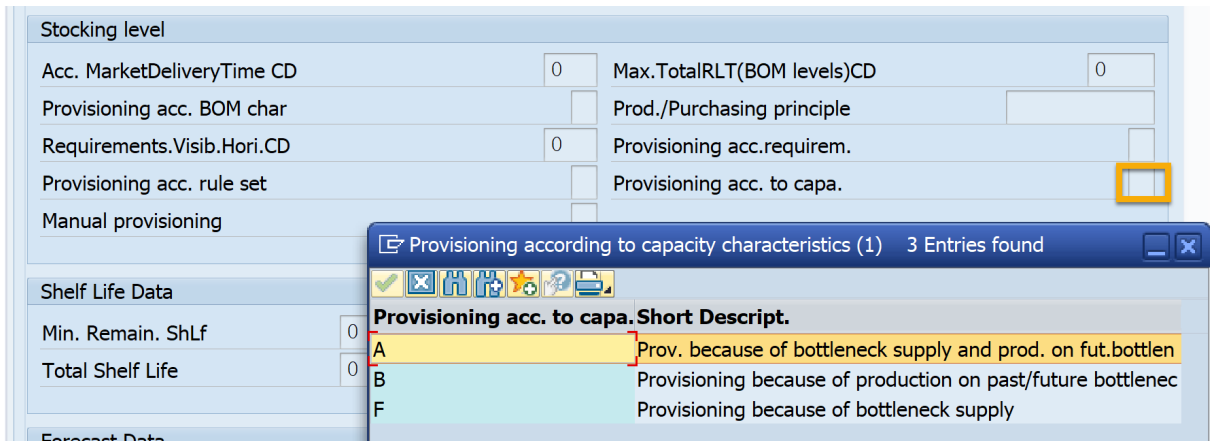 Stocking level
Acc. MarketDeliveryTime CD 0 Max.TotalRLT(BOM levels)CD 0
Provisioning acc. BOM char Prod./Purchasing principle
Requirements.Visib.Hori.CD 0 Provisioning acc.requirem.
Provisioning acc. rule set Provisioning acc. to capa.
Manual provisioning
Provisioning according to capacity characteristics (1) 3 Entries found
Shelf Life Data
Provisioning acc. to capa. Short Descript.
Min. Remain. ShLf 0
A Prov. because of bottleneck supply and prod. on fut.bottlen
Total Shelf Life 0
B Provisioning because of production on past/future bottlenec
F Provisioning because of bottleneck supply
Forecast Data